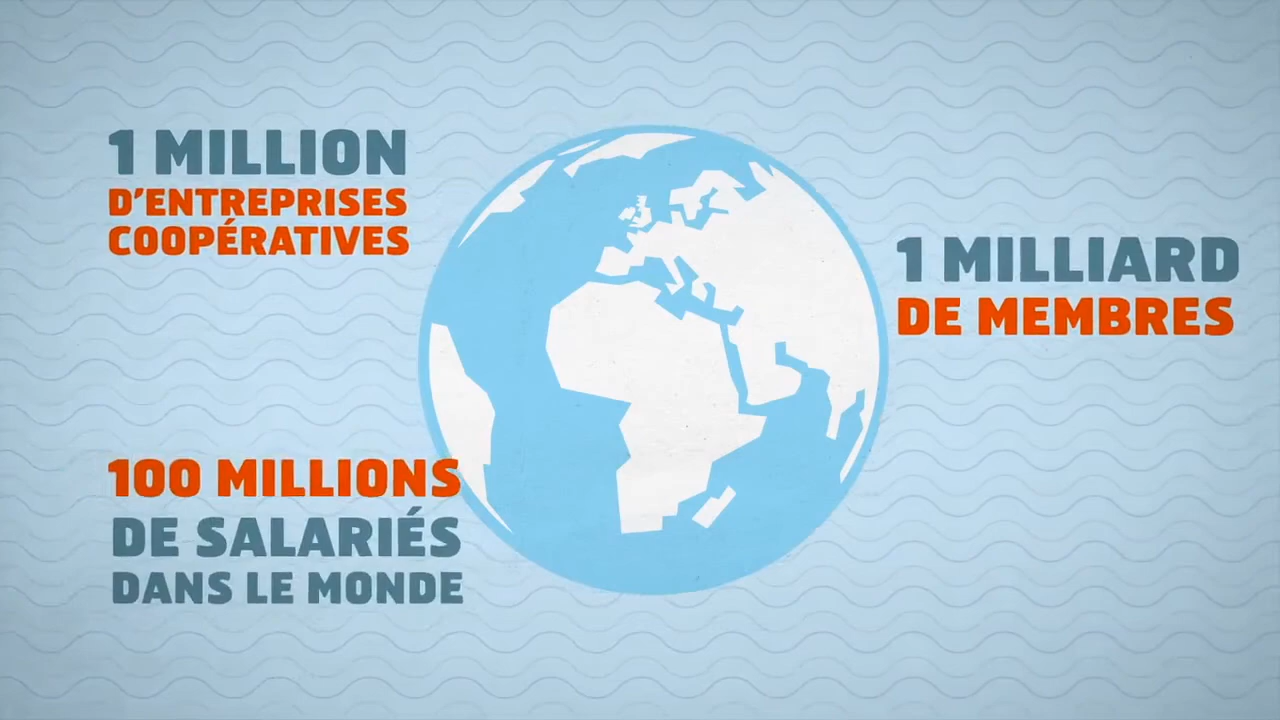 1 MILLION
D'ENTREPRISES
COOPÉRATIVES
1 MILLIARD
DE MEMBRES
100 MILLIONS
DE SALARIÉS
DANS LE MONDE